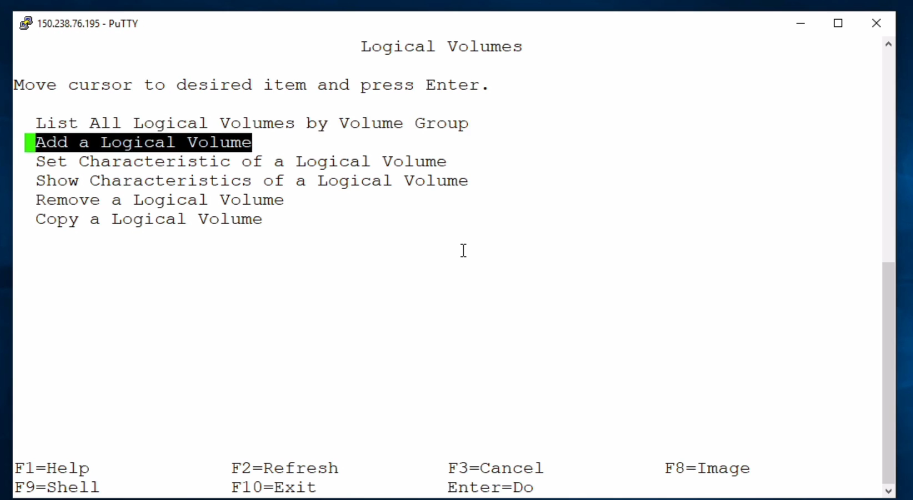 150.238.76.195 - PuTTY
Logical Volumes
Move cursor to desired item and press Enter.
List All Logical Volumes by Volume Group
Add a Logical Volume
Set Characteristic of a Logical Volume
Show Characteristics of a Logical Volume
Remove a Logical Volume
Copy a Logical Volume
F1=Help F2=Refresh F3=Cancel F8=Image
F9=Shell F10=Exit Enter=Do